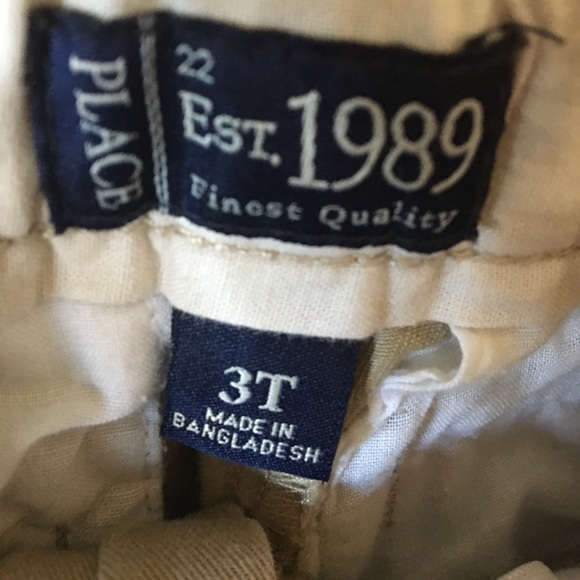 PLACE
22
EST. 1989
Finest Quality
3T
MADE IN
BANGLADESH